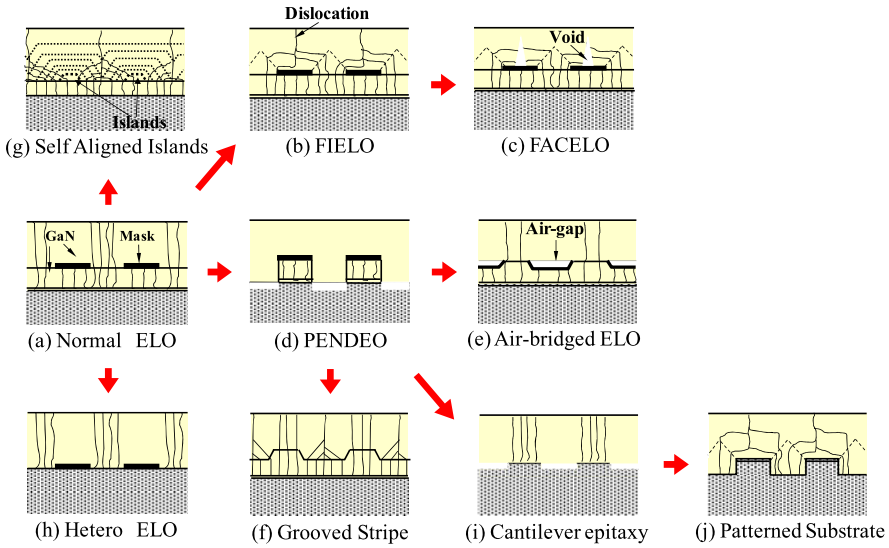 Dislocation
Void
Islands
(g) Self Aligned Islands
(b) FIELO
(c) FACELO
GaN
Mask
Air-gap
(a) Normal ELO
(d) PENDEO
(e) Air-bridged ELO
(h) Hetero ELO
(f) Grooved Stripe
(i) Cantilever epitaxy
(j) Patterned Substrate